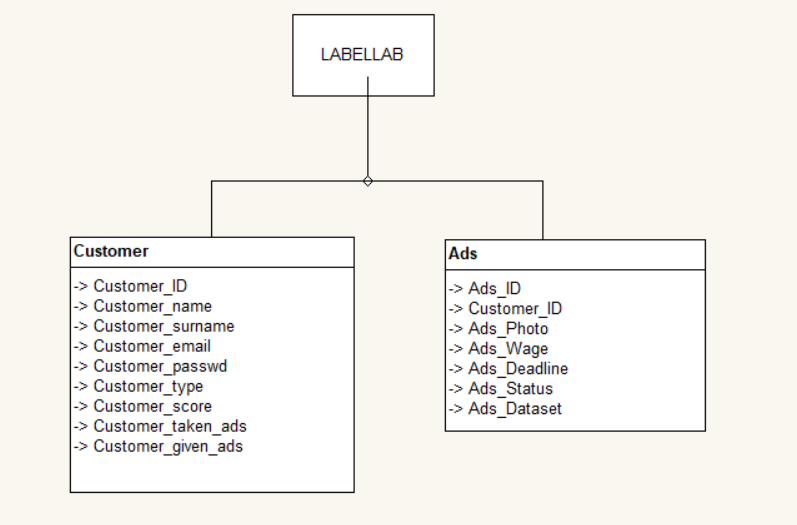 LABELLAB
Customer
-> Customer_ID
-> Customer_name
-> Customer_surname
-> Customer_email
-> Customer_passwd
-> Customer_type
-> Customer_score
-> Customer_taken_ads
-> Customer_given_ads
Ads
-> Ads_ID
-> Customer_ID
-> Ads_Photo
-> Ads_Wage
-> Ads_Deadline
-> Ads_Status
-> Ads_Dataset